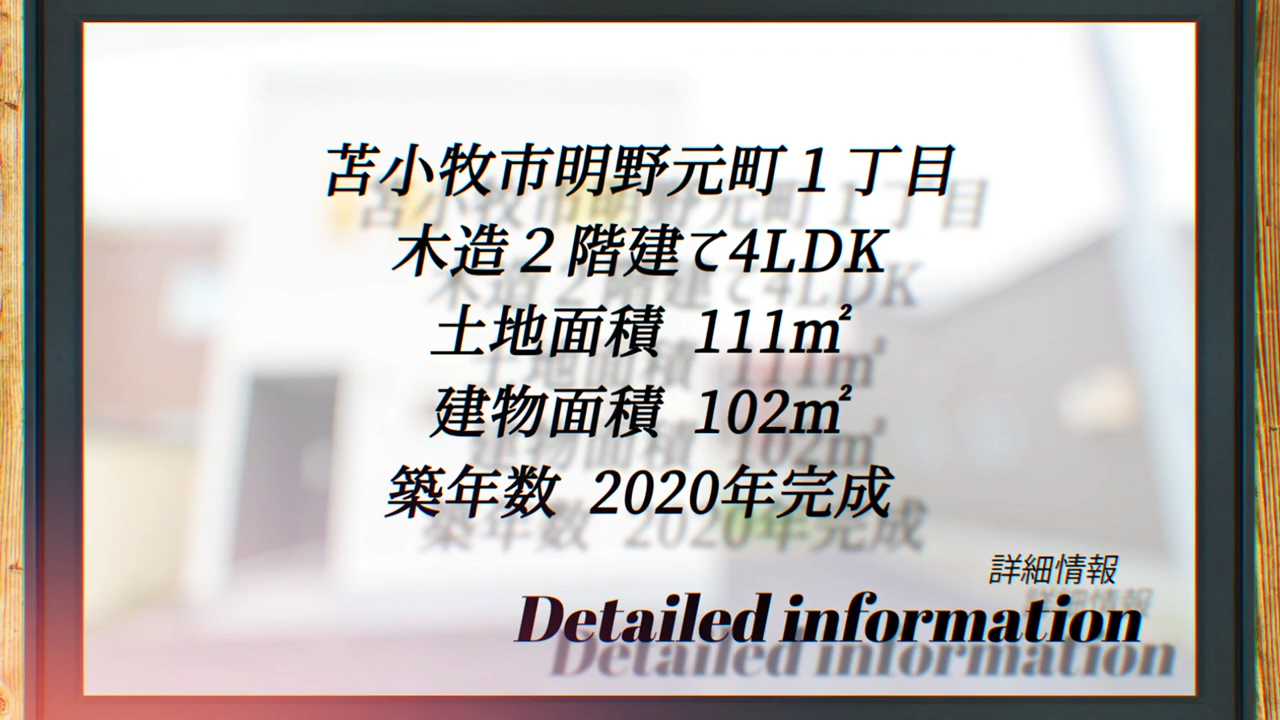 苫小牧市明野元町１丁目
木造２階建て4LDK
土地面積 111㎡
建物面積 102㎡
築年数 2020年完成
詳細情報
Detailed information